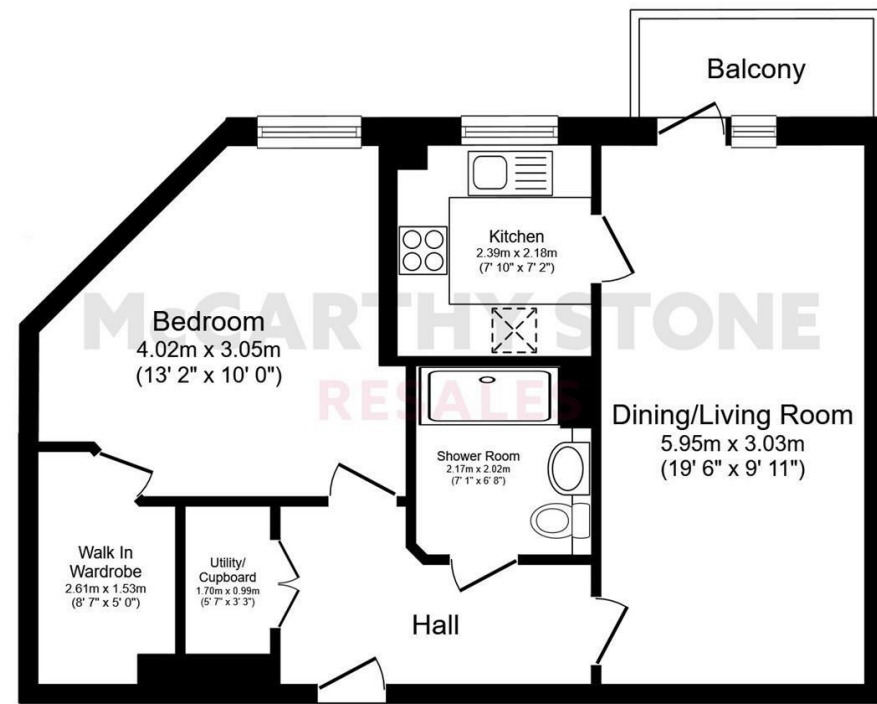 Balcony
Kitchen
2.39m x 2.18m
(7' 10" x 7' 2")
McCARTHY STONE
RESALES
Bedroom
4.02m x 3.05m
(13' 2" x 10' 0")
Dining/Living Room
5.95m x 3.03m
(19' 6" x 9' 11")
Shower Room
2.17m x 2.02m
(7' 1" x 6' 8")
Walk In
Wardrobe
2.61m x 1.53m
(8' 7" x 5' 0")
Utility/
Cupboard
1.70m x 0.99m
(5' 7" x 3' 3")
Hall